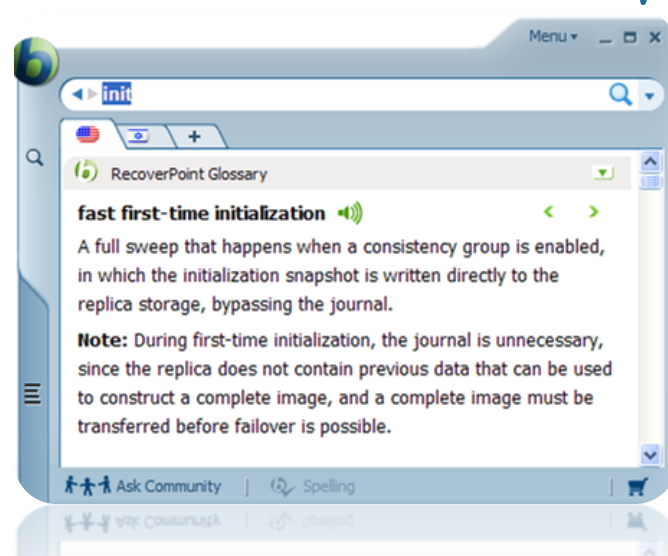 Menu
init
+
RecoverPoint Glossary
fast first-time initialization
A full sweep that happens when a consistency group is enabled,
in which the initialization snapshot is written directly to the
replica storage, bypassing the journal.
Note: During first-time initialization, the journal is unnecessary,
since the replica does not contain previous data that can be used
to construct a complete image, and a complete image must be
transferred before failover is possible.
Ask Community | Spelling